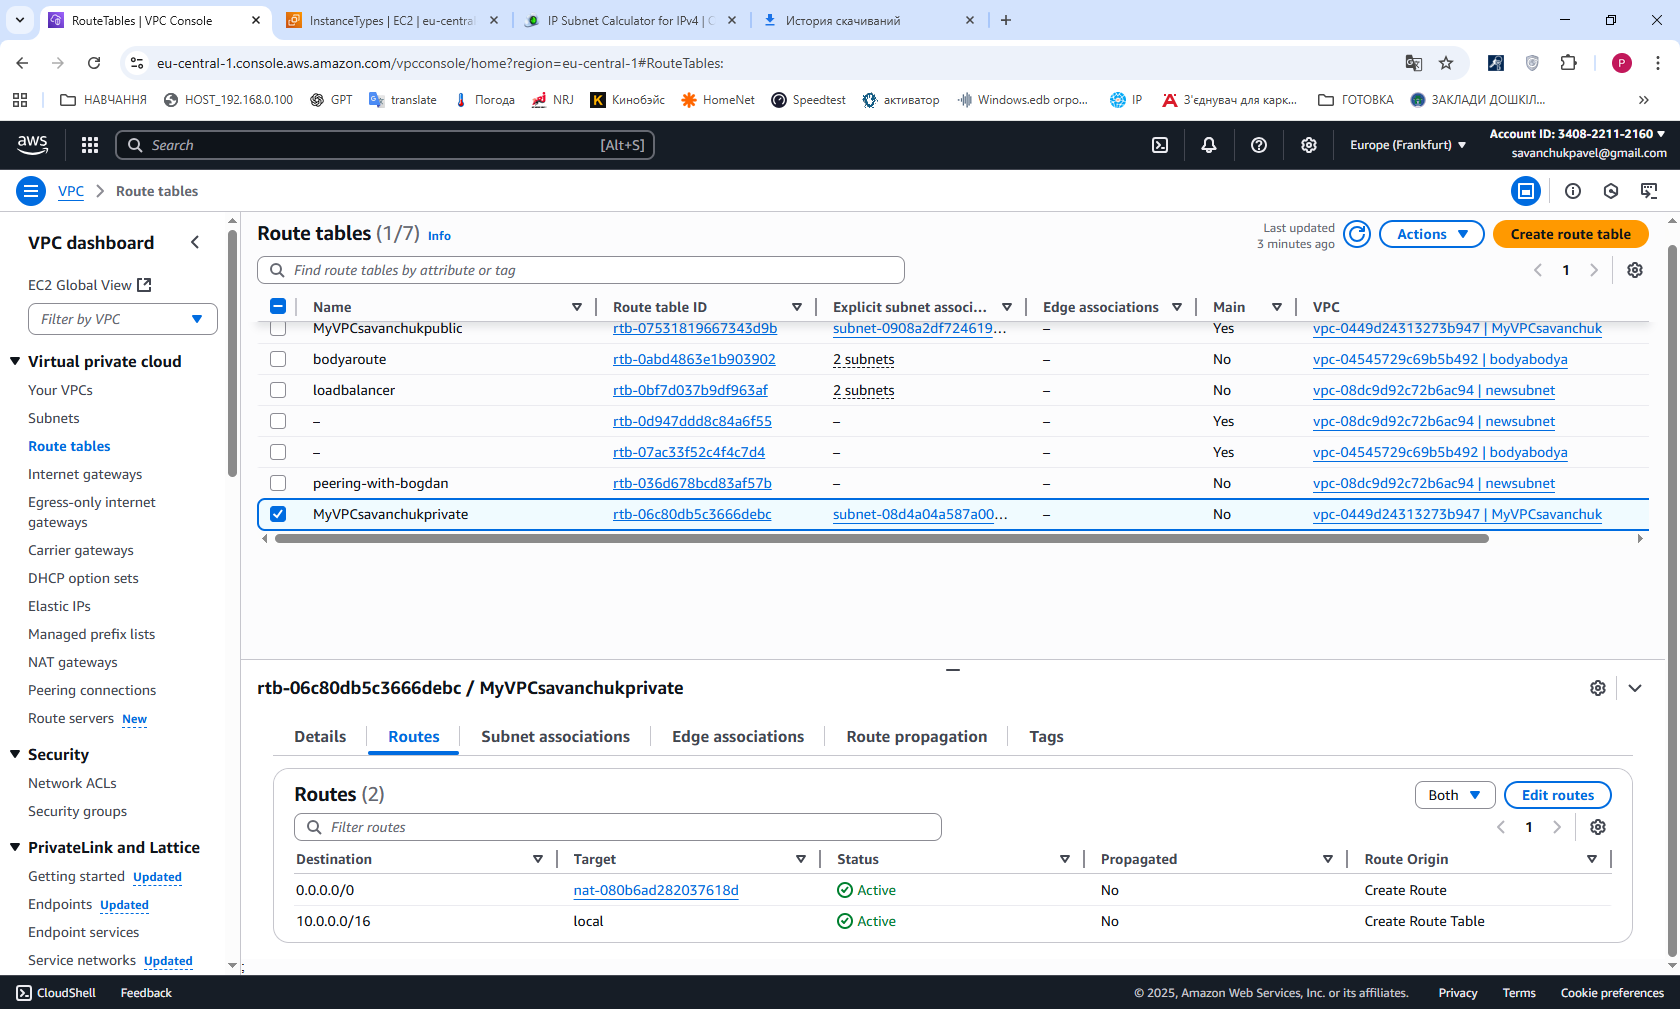 RouteTables | VPC Console
InstanceTypes | EC2 | eu-central
IP Subnet Calculator for IPv4 | C
История скачиваний
eu-central-1.console.aws.amazon.com/vpcconsole/home?region=eu-central-1#RouteTables:
P
НАВЧАННЯ
HOST_192.168.0.100
GPT
translate
Погода
NRJ
Кинобэйс
HomeNet
Speedtest
активатор
Windows.edb огро...
IP
З'єднувач для карк...
ГОТОВКА
ЗАКЛАДИ ДОШКІЛ...
aws
Search
[Alt+S]
Europe (Frankfurt)
Account ID: 3408-2211-2160
savanchukpavel@gmail.com
VPC
Route tables
VPC dashboard
EC2 Global View
Filter by VPC
Virtual private cloud
Your VPCs
Subnets
Route tables
Internet gateways
Egress-only internet
gateways
Carrier gateways
DHCP option sets
Elastic IPs
Managed prefix lists
NAT gateways
Peering connections
Route servers New
Security
Network ACLs
Security groups
PrivateLink and Lattice
Getting started Updated
Endpoints Updated
Endpoint services
Service networks Updated
Route tables (1/7) Info
Last updated
3 minutes ago
Actions
Create route table
Find route tables by attribute or tag
1
Name Route table ID Explicit subnet associ... Edge associations Main VPC
MyVPCsavanchukpublic rtb-07531819667343d9b subnet-0908a2df724619... – Yes vpc-0449d24313273b947 | MyVPCsavanchuk
bodyaroute rtb-0abd4863e1b903902 2 subnets – No vpc-04545729c69b5b492 | bodyabodya
loadbalancer rtb-0bf7d037b9df963af 2 subnets – No vpc-08dc9d92c72b6ac94 | newsubnet
– rtb-0d947ddd8c84a6f55 – – Yes vpc-08dc9d92c72b6ac94 | newsubnet
– rtb-07ac33f52c4f4c7d4 – – Yes vpc-04545729c69b5b492 | bodyabodya
peering-with-bogdan rtb-036d678bcd83af57b – – No vpc-08dc9d92c72b6ac94 | newsubnet
MyVPCsavanchukprivate rtb-06c80db5c3666debc subnet-08d4a04a587a00... – No vpc-0449d24313273b947 | MyVPCsavanchuk
rtb-06c80db5c3666debc / MyVPCsavanchukprivate
Details Routes Subnet associations Edge associations Route propagation Tags
Routes (2)
Both
Edit routes
Filter routes
1
Destination Target Status Propagated Route Origin
0.0.0.0/0 nat-080b6ad282037618d Active No Create Route
10.0.0.0/16 local Active No Create Route Table
CloudShell
Feedback
© 2025, Amazon Web Services, Inc. or its affiliates.
Privacy
Terms
Cookie preferences